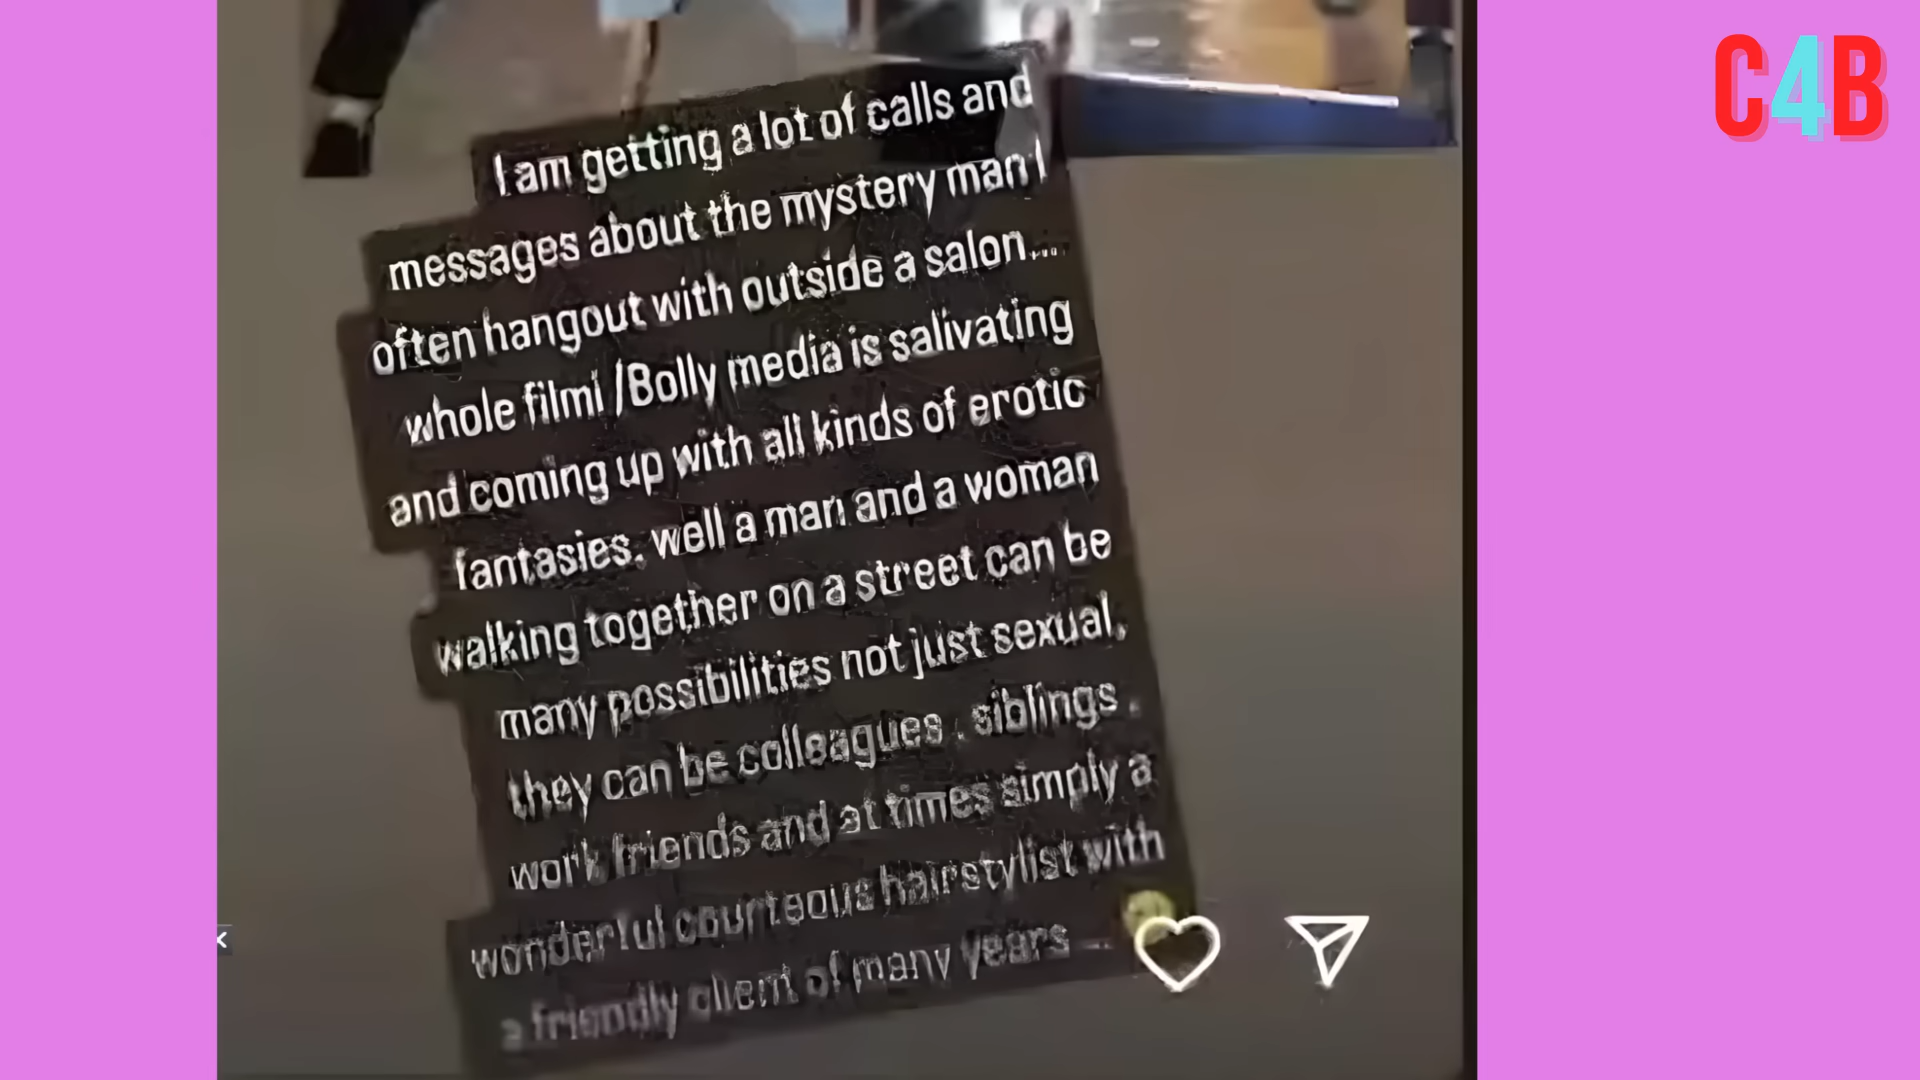 C4B
I am getting a lot of calls and
messages about the mystery man I
often hangout with outside a salon....
whole filmi /Bolly media is salivating
and coming up with all kinds of erotic
fantasies. well a man and a woman
walking together on a street can be
many possibilities not just sexual,
they can be colleagues , siblings ,
work friends and at times simply a
wonderful courteous hairstylist with
a friendly client of many years